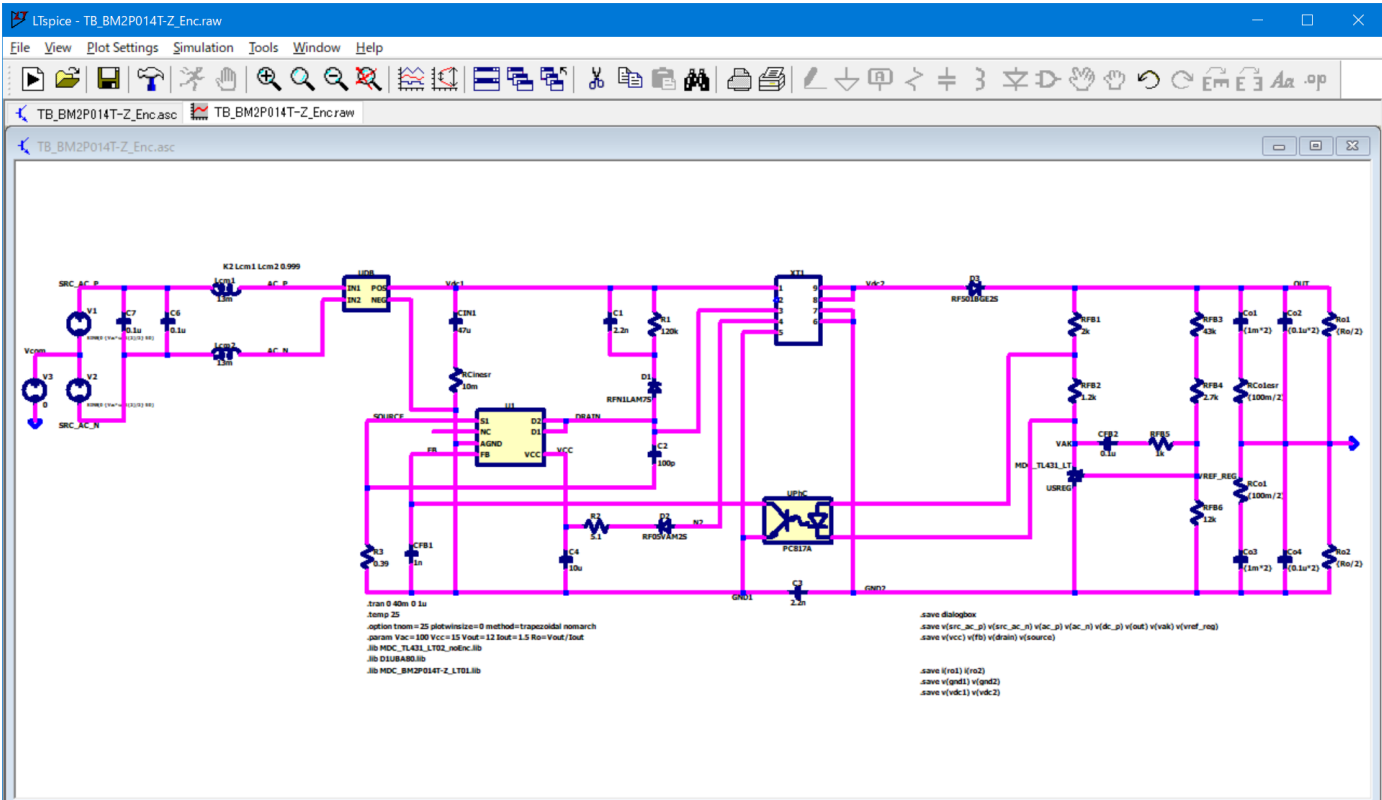 LTspice - TB_BM2P014T-Z_Enc.raw
File View Plot Settings Simulation Tools Window Help
TB_BM2P014T-Z_Enc.asc
TB_BM2P014T-Z_Enc.raw
TB_BM2P014T-Z_Enc.asc
K2 Lcm1 Lcm2 0.999
SRC_AC_P
Lcm1
13m
AC_P
UDB
IN1 POS
IN2 NEG
Vdc1
XT1
1 9
2 8
3 7
4 6
5
Vdc2
D3
RF501BGE2S
OUT
V1
C7
0.1u
C6
0.1u
CIN1
47u
C1
2.2n
R1
120k
RFB1
2k
RFB3
43k
Co1
(1m*2)
Co2
(0.1u*2)
Ro1
(Ro/2)
Vcom
Lcm2
13m
AC_N
V3
0
V2
SRC_AC_N
RCinesr
10m
D1
RFN1LAM7S
RFB2
1.2k
RFB4
2.7k
RCo1esr
(100m/2)
SOURCE
U1
S1 D2
NC D1
AGND
FB VCC
DRAIN
FB
VCC
C2
100p
VAK
CFB2
0.1u
RFB5
1k
MDC_TL431_LT
USREG
VREF_REG
RCo1
(100m/2)
UPhC
PC817A
R2
5.1
D2
RF05VAM2S
N2
RFB6
12k
R3
0.39
CFB1
1n
C4
10u
Co3
(1m*2)
Co4
(0.1u*2)
Ro2
(Ro/2)
GND1
C3
2.2n
GND2
.tran 0 40m 0 1u
.temp 25
.option tnom=25 plotwinsize=0 method=trapezoidal nomarch
.param Vac=100 Vcc=15 Vout=12 Iout=1.5 Ro=Vout/Iout
.lib MDC_TL431_LT02_noEnc.lib
.lib D1UBA80.lib
.lib MDC_BM2P014T-Z_LT01.lib
.save dialogbox
.save v(src_ac_p) v(src_ac_n) v(ac_p) v(ac_n) v(dc_p) v(out) v(vak) v(vref_reg)
.save v(vcc) v(fb) v(drain) v(source)
.save i(ro1) i(ro2)
.save v(gnd1) v(gnd2)
.save v(vdc1) v(vdc2)